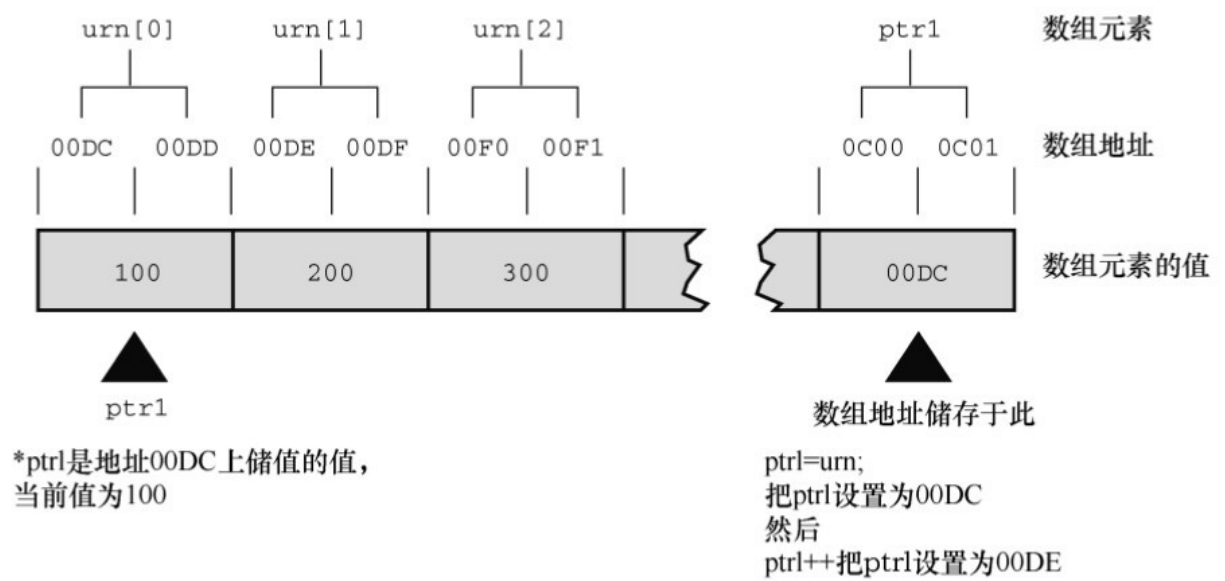 urn[0] urn[1] urn[2] ptr1 数组元素
00DC 00DD 00DE 00DF 00F0 00F1 0C00 0C01 数组地址
100 200 300 00DC 数组元素的值
ptr1
数组地址储存于此
*ptrl是地址00DC上储值的值，
当前值为100
ptrl=urn;
把ptrl设置为00DC
然后
ptrl++把ptrl设置为00DE